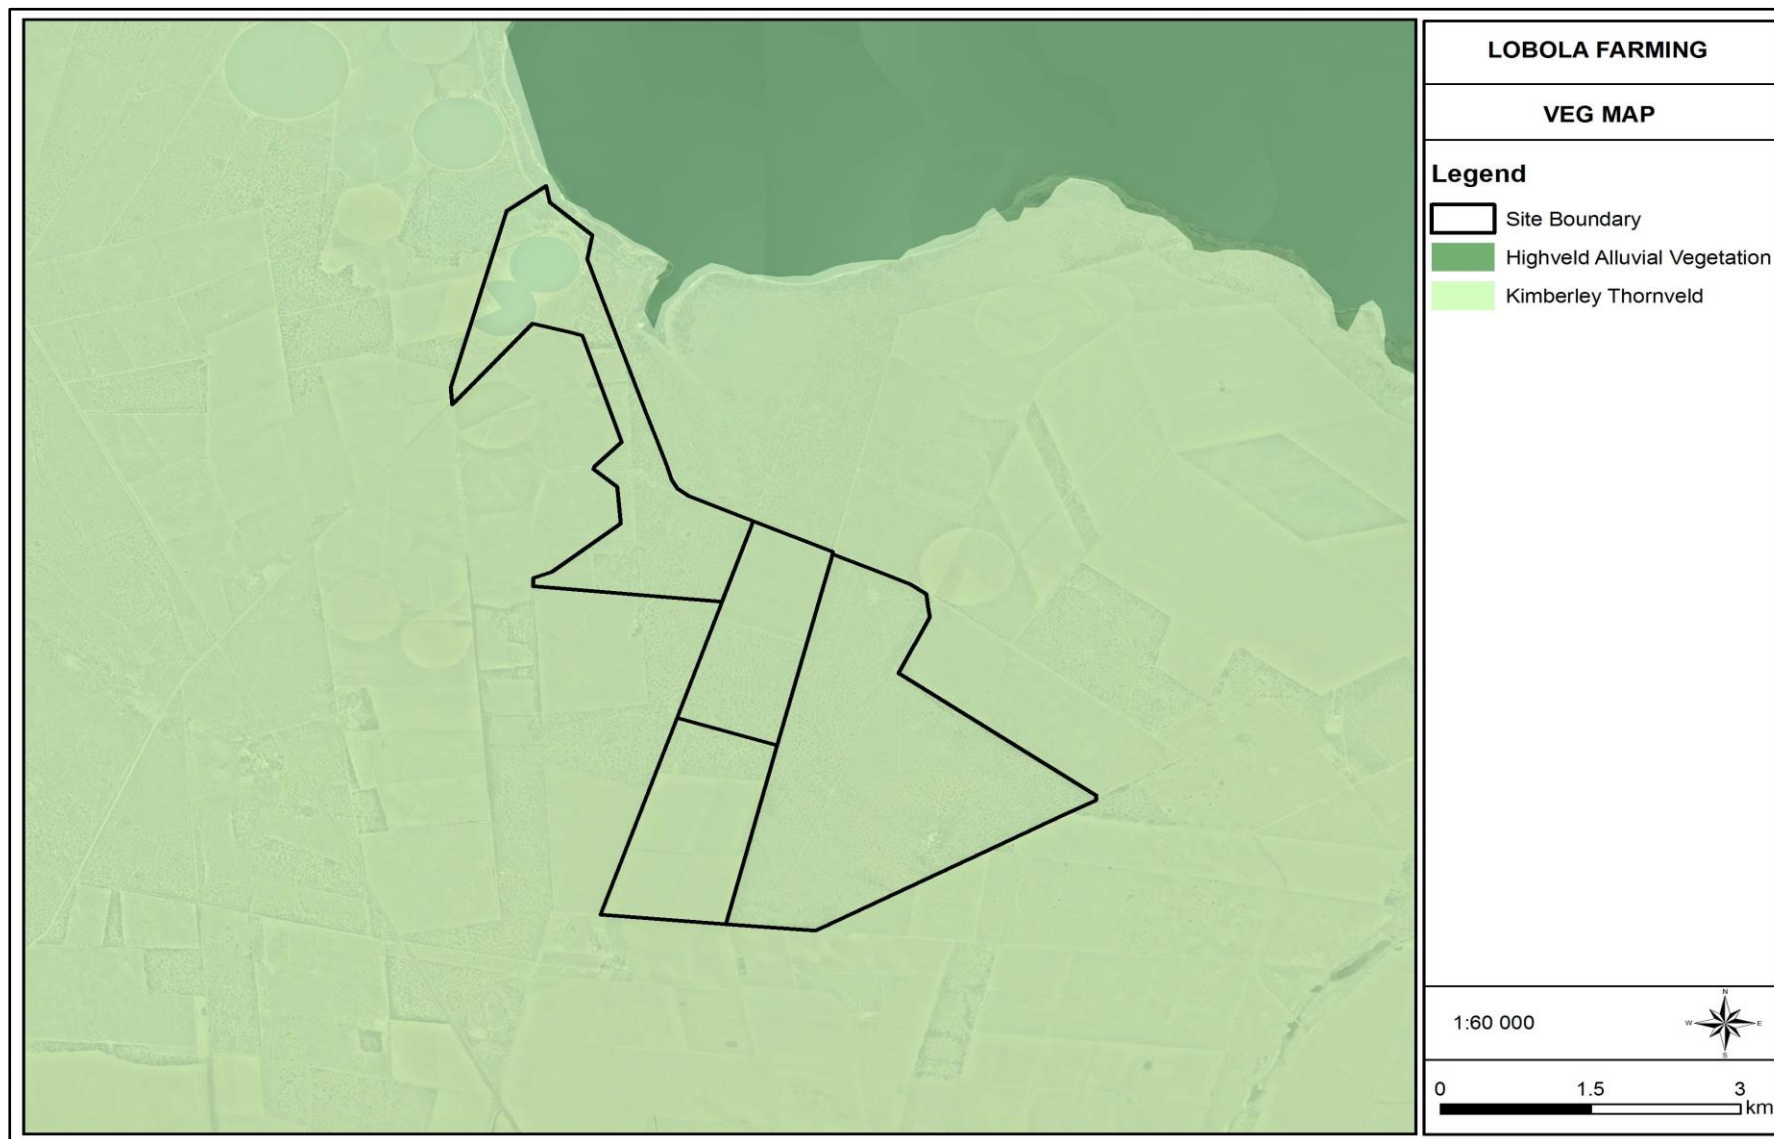 LOBOLA FARMING
VEG MAP
Legend
Site Boundary
Highveld Alluvial Vegetation
Kimberley Thornveld
1:60 000
N
W E
S
0 1.5 3
km